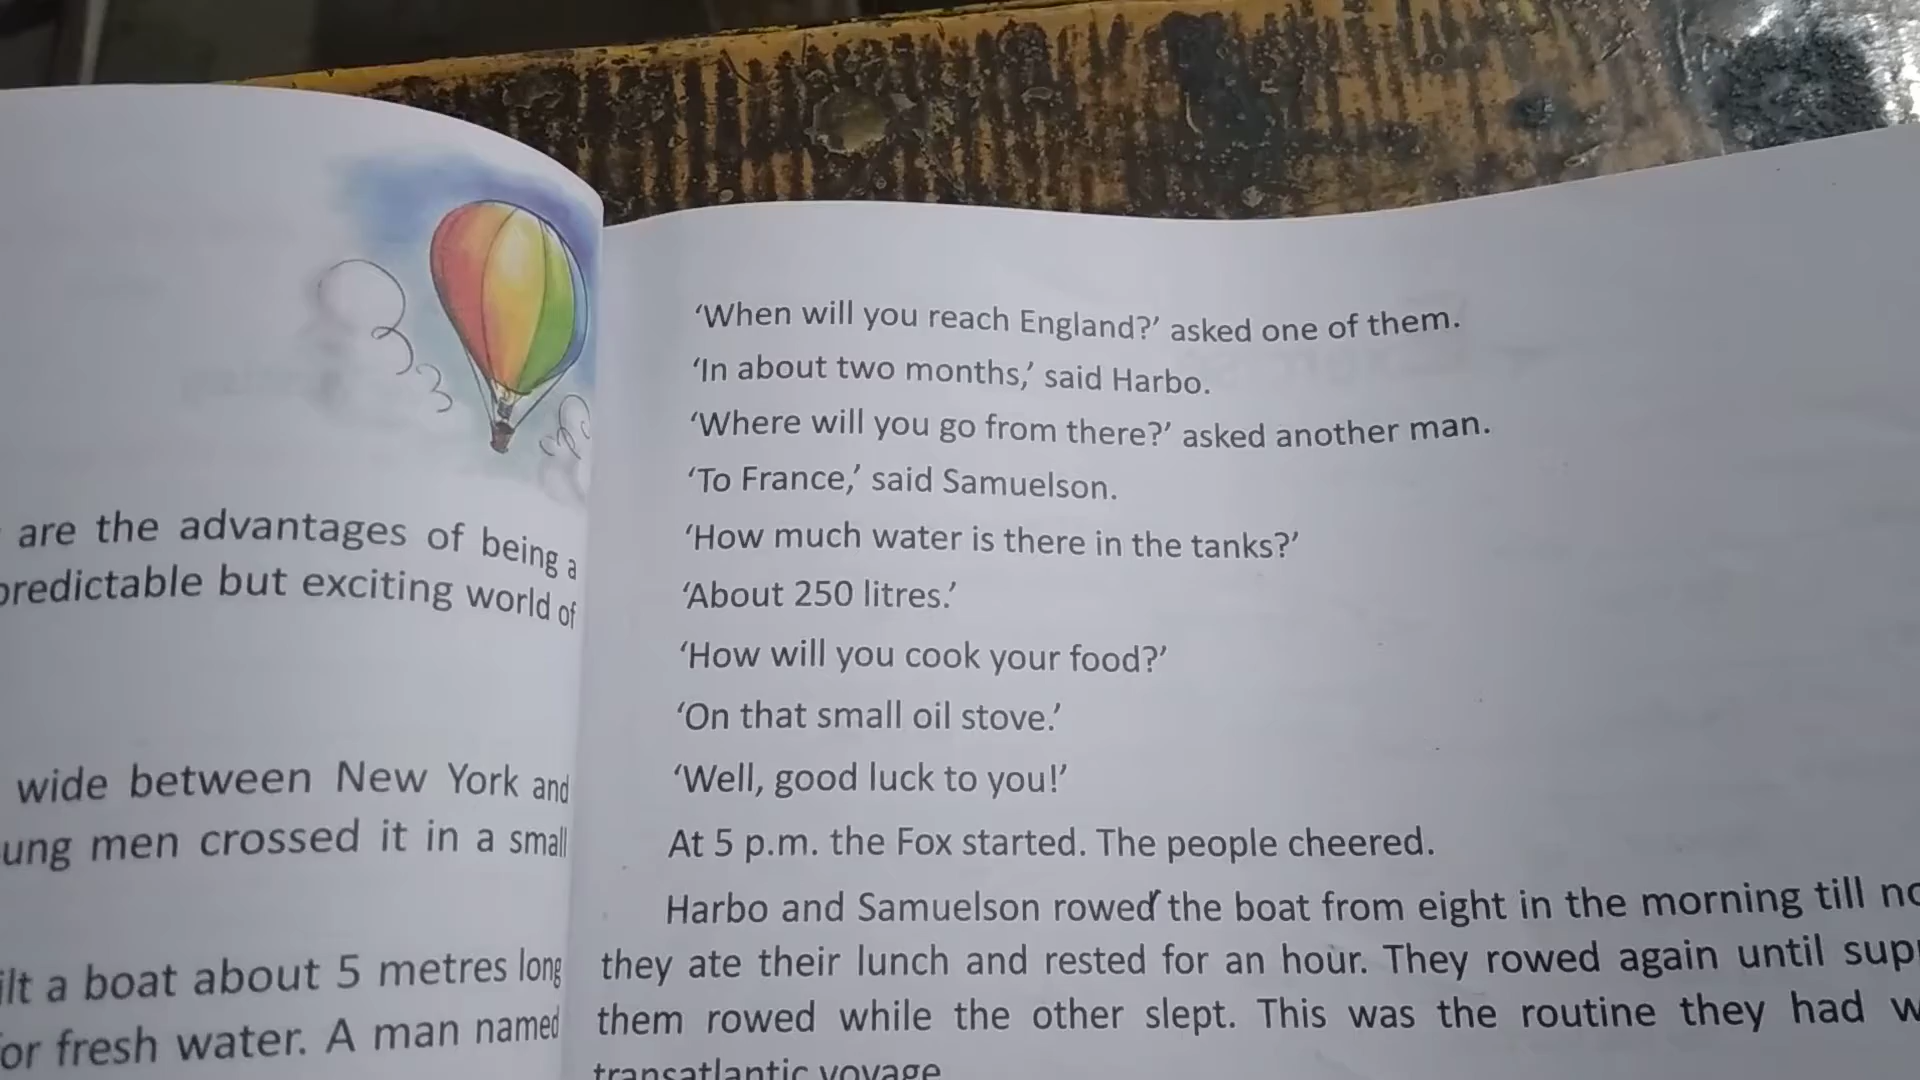 are the advantages of being a
predictable but exciting world of
wide between New York and
men crossed it in a small
a boat about 5 metres long
fresh water. A man named
‘When will you reach England?’ asked one of them.
‘In about two months,’ said Harbo.
‘Where will you go from there?’ asked another man.
‘To France,’ said Samuelson.
‘How much water is there in the tanks?’
‘About 250 litres.’
‘How will you cook your food?’
‘On that small oil stove.’
‘Well, good luck to you!’
At 5 p.m. the Fox started. The people cheered.
Harbo and Samuelson rowed the boat from eight in the morning till
they ate their lunch and rested for an hour. They rowed again until
them rowed while the other slept. This was the routine they had
transatlantic voyage